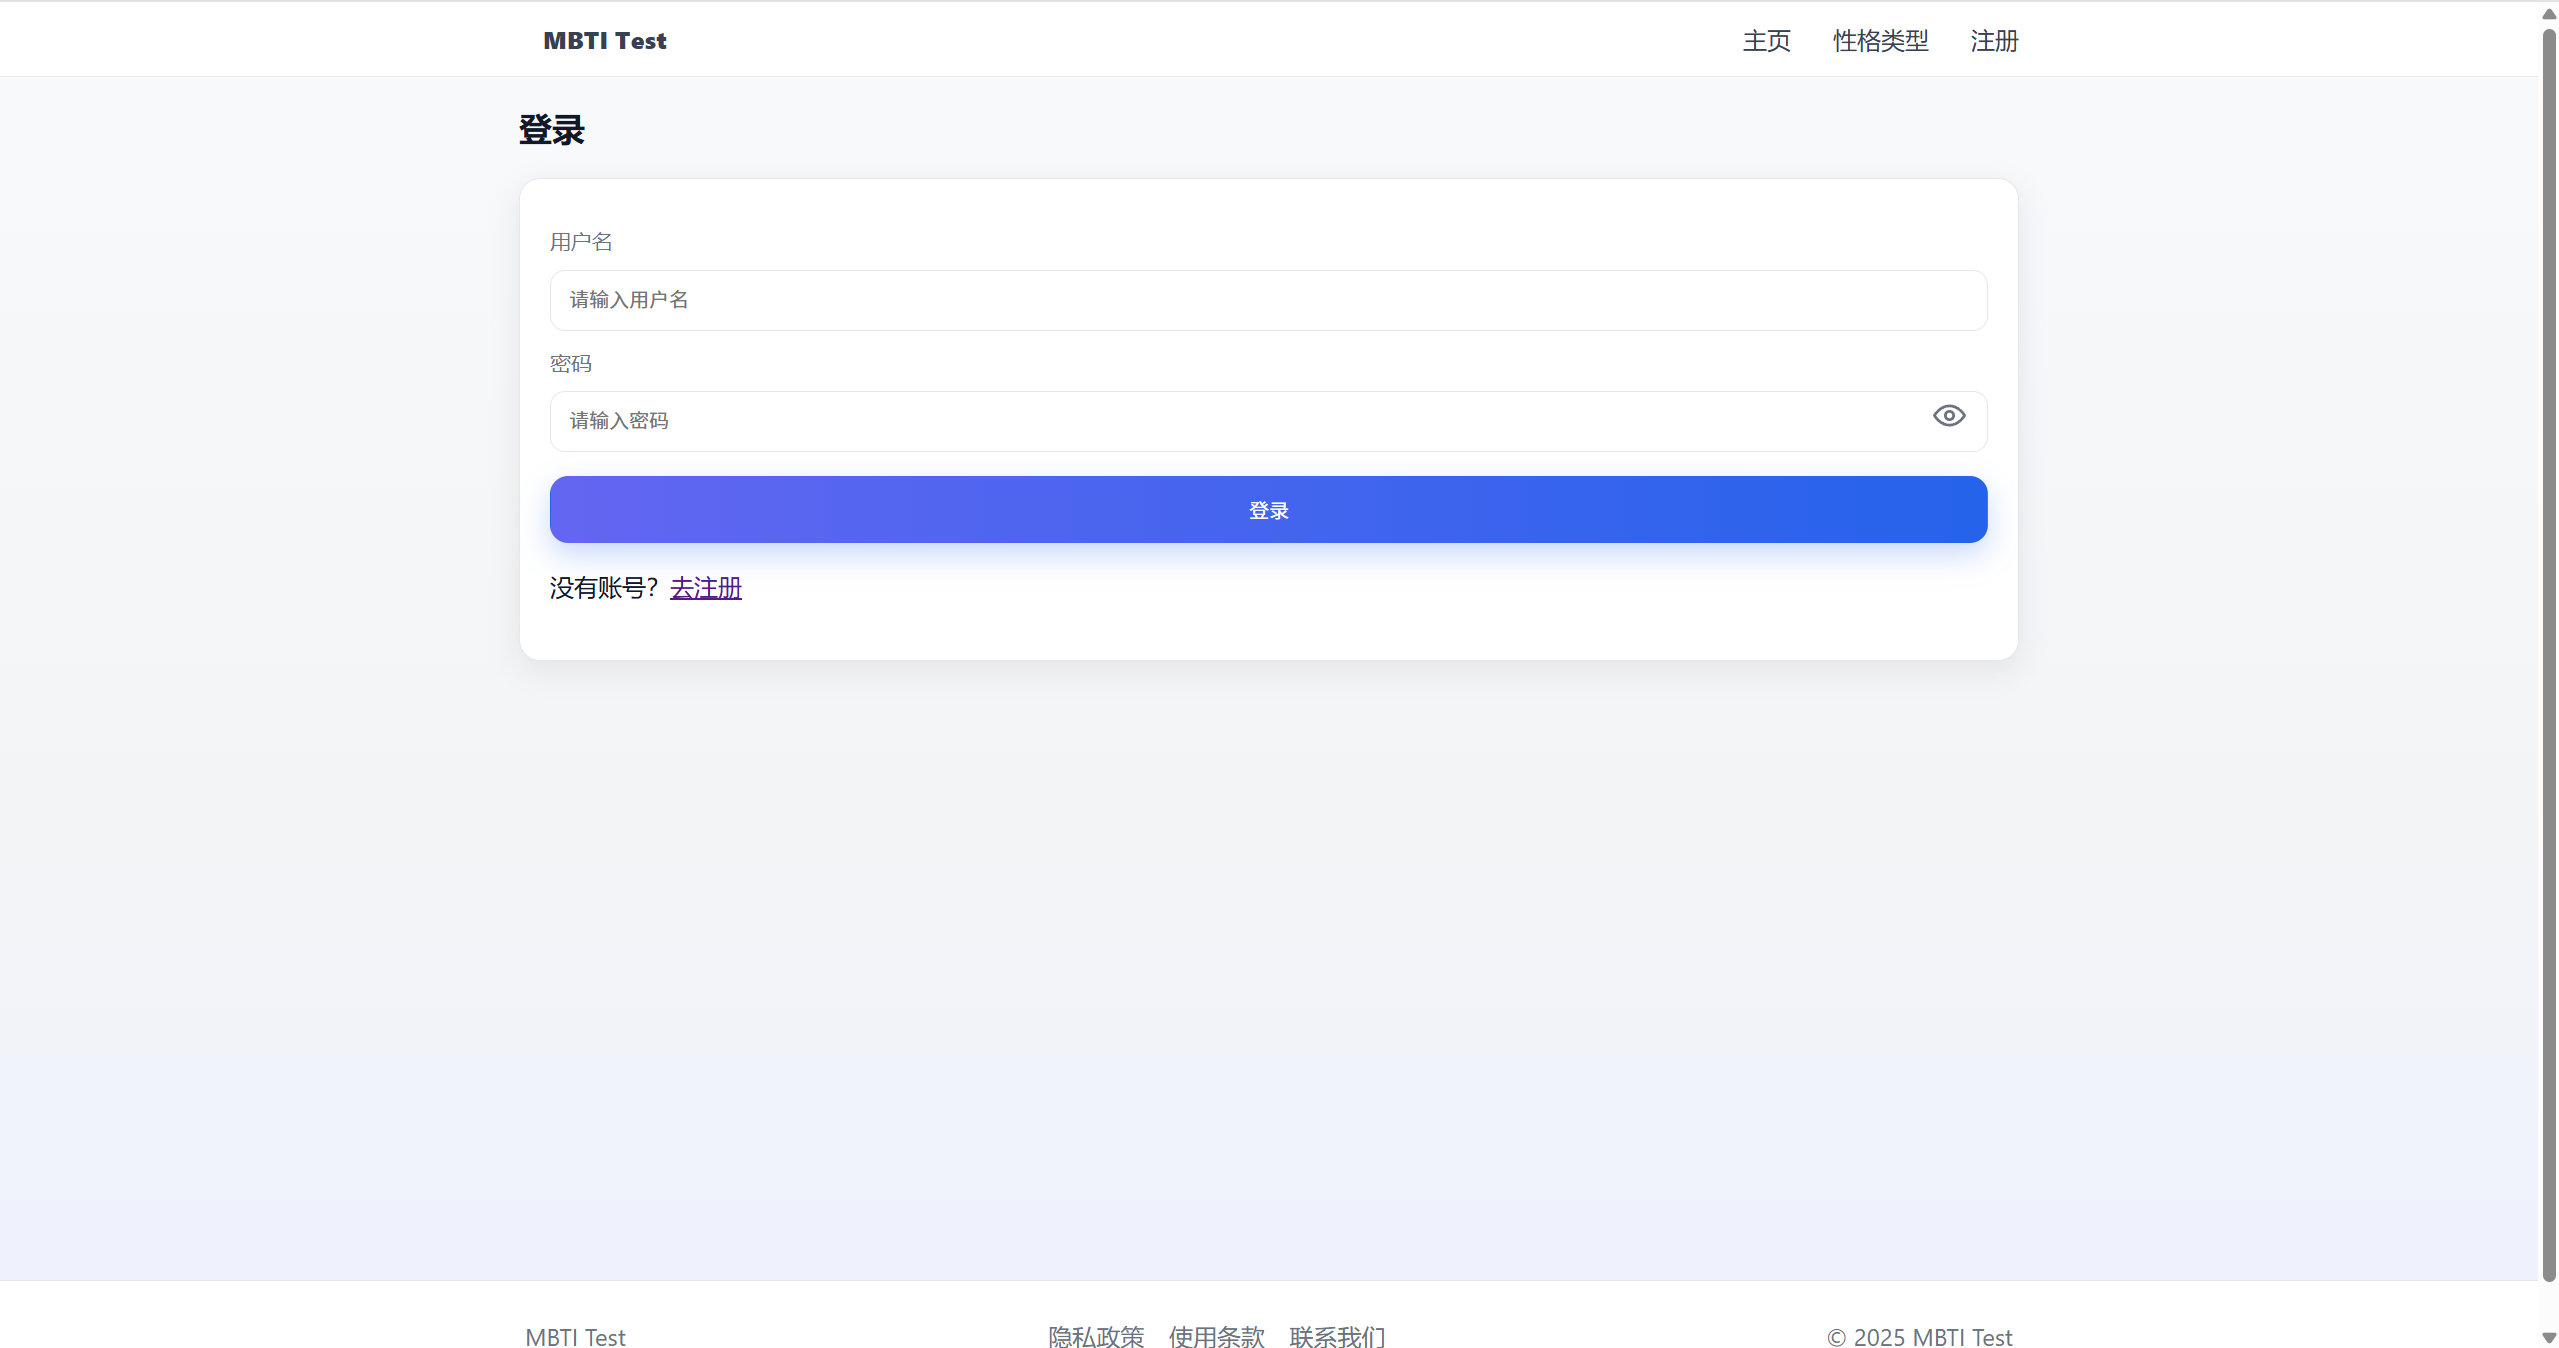 MBTI Test 主页 性格类型 注册
登录
用户名
请输入用户名
密码
请输入密码
登录
没有账号？去注册
MBTI Test 隐私政策 使用条款 联系我们 © 2025 MBTI Test